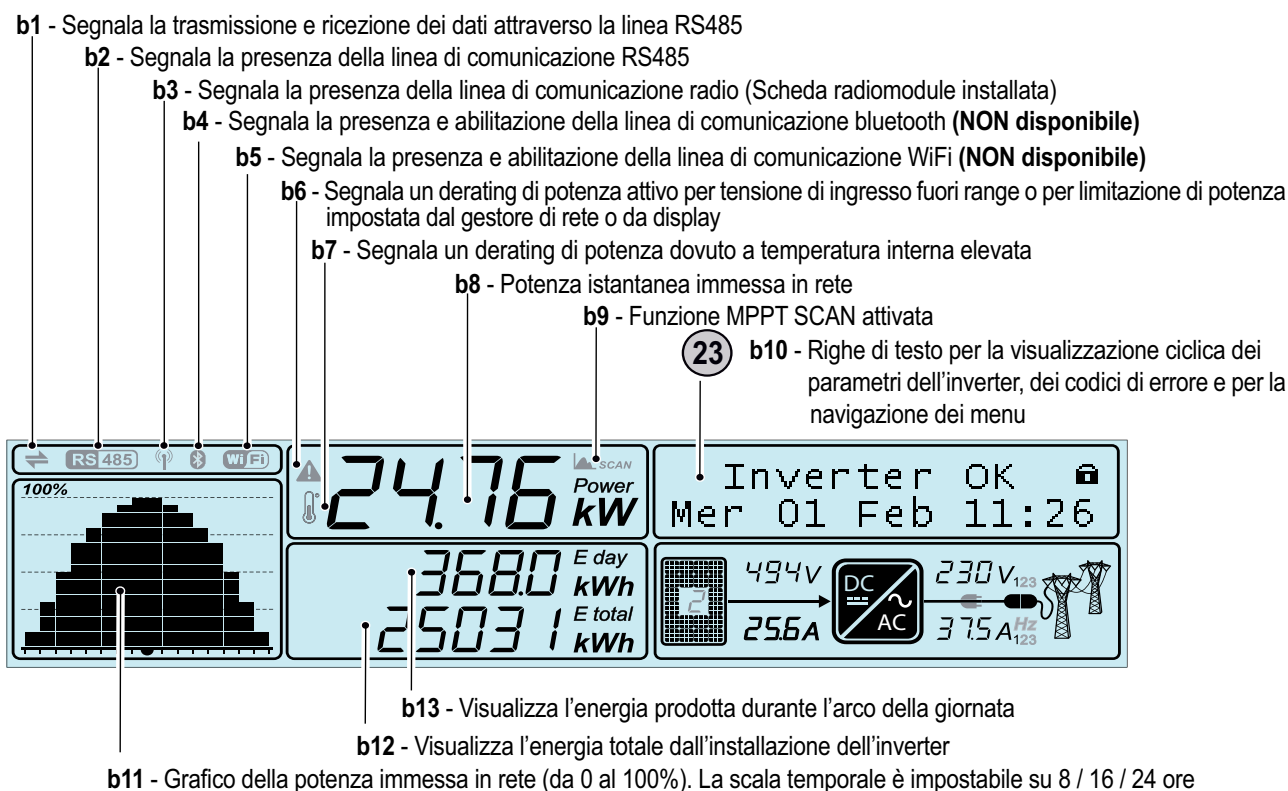 b1 - Segnala la trasmissione e ricezione dei dati attraverso la linea RS485
b2 - Segnala la presenza della linea di comunicazione RS485
b3 - Segnala la presenza della linea di comunicazione radio (Scheda radiomodule installata)
b4 - Segnala la presenza e abilitazione della linea di comunicazione bluetooth (NON disponibile)
b5 - Segnala la presenza e abilitazione della linea di comunicazione WiFi (NON disponibile)
b6 - Segnala un derating di potenza attivo per tensione di ingresso fuori range o per limitazione di potenza
impostata dal gestore di rete o da display
b7 - Segnala un derating di potenza dovuto a temperatura interna elevata
b8 - Potenza istantanea immessa in rete
b9 - Funzione MPPT SCAN attivata
23 b10 - Righe di testo per la visualizzazione ciclica dei
parametri dell'inverter, dei codici di errore e per la
navigazione dei menu
RS 485 WiFi
100%
24.76 SCAN
Power
kW
Inverter OK
Mer 01 Feb 11:26
368.0 E day
kWh
25031 E total
kWh
2
494V
25.6A
DC
AC
230V123
37.5A Hz
123
b13 - Visualizza l'energia prodotta durante l'arco della giornata
b12 - Visualizza l'energia totale dall'installazione dell'inverter
b11 - Grafico della potenza immessa in rete (da 0 al 100%). La scala temporale è impostabile su 8 / 16 / 24 ore